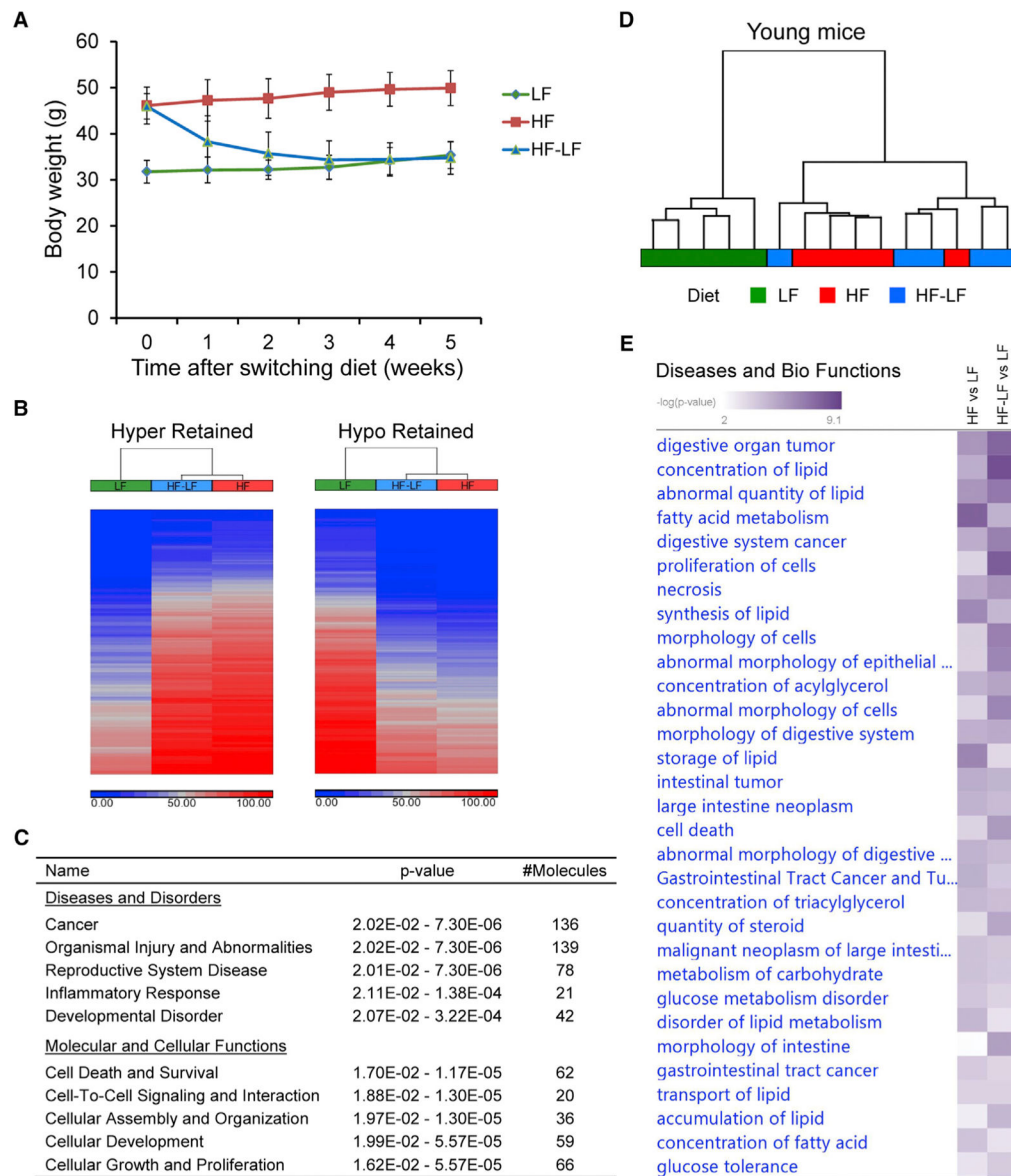 A
60
50
40
30
20
10
0
Body weight (g)
0 1 2 3 4 5
Time after switching diet (weeks)
LF
HF
HF-LF
B
Hyper Retained
LF HF-LF HF
0.00 50.00 100.00
Hypo Retained
LF HF-LF HF
0.00 50.00 100.00
C
Name p-value #Molecules
Diseases and Disorders
Cancer 2.02E-02 - 7.30E-06 136
Organismal Injury and Abnormalities 2.02E-02 - 7.30E-06 139
Reproductive System Disease 2.01E-02 - 7.30E-06 78
Inflammatory Response 2.11E-02 - 1.38E-04 21
Developmental Disorder 2.07E-02 - 3.22E-04 42
Molecular and Cellular Functions
Cell Death and Survival 1.70E-02 - 1.17E-05 62
Cell-To-Cell Signaling and Interaction 1.88E-02 - 1.30E-05 20
Cellular Assembly and Organization 1.97E-02 - 1.30E-05 36
Cellular Development 1.99E-02 - 5.57E-05 59
Cellular Growth and Proliferation 1.62E-02 - 5.57E-05 66
D
Young mice
Diet LF HF HF-LF
E
Diseases and Bio Functions
-log(p-value)
2 9.1
HF vs LF
HF-LF vs LF
digestive organ tumor
concentration of lipid
abnormal quantity of lipid
fatty acid metabolism
digestive system cancer
proliferation of cells
necrosis
synthesis of lipid
morphology of cells
abnormal morphology of epithelial ...
concentration of acylglycerol
abnormal morphology of cells
morphology of digestive system
storage of lipid
intestinal tumor
large intestine neoplasm
cell death
abnormal morphology of digestive ...
Gastrointestinal Tract Cancer and Tu...
concentration of triacylglycerol
quantity of steroid
malignant neoplasm of large intesti...
metabolism of carbohydrate
glucose metabolism disorder
disorder of lipid metabolism
morphology of intestine
gastrointestinal tract cancer
transport of lipid
accumulation of lipid
concentration of fatty acid
glucose tolerance